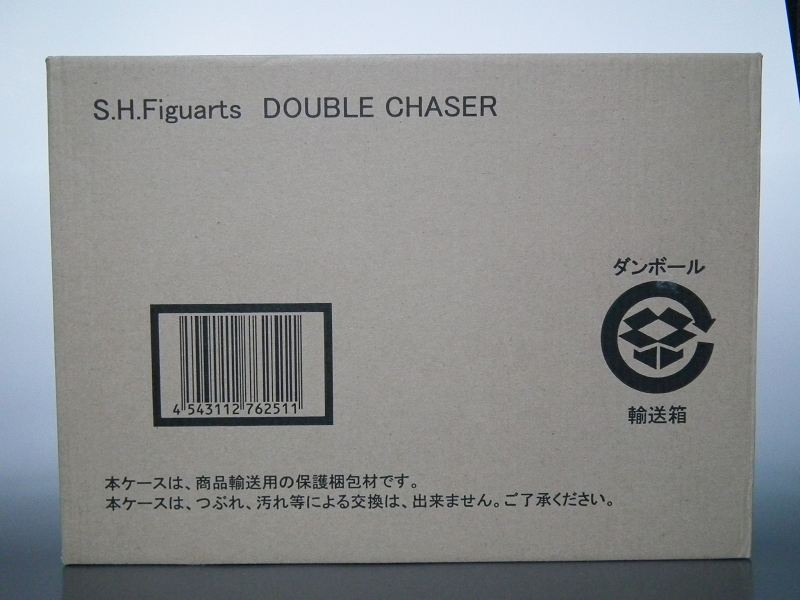 S.H.Figuarts DOUBLE CHASER
ダンボール
輸送箱
4 543112 762511
本ケースは、商品輸送用の保護梱包材です。
本ケースは、つぶれ、汚れ等による交換は、出来ません。ご了承ください。